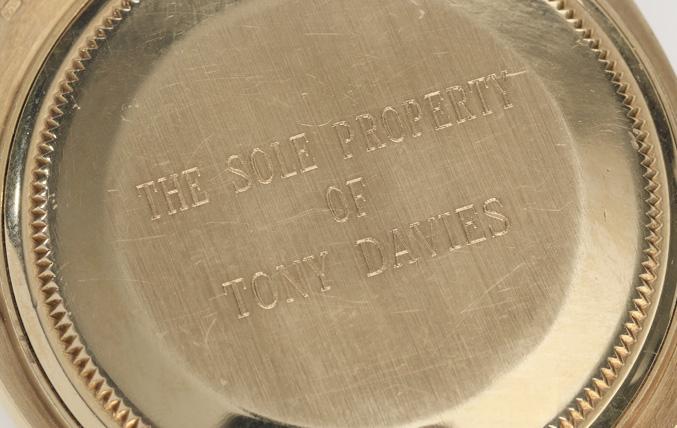 THE SOLE PROPERTY
OF
TONY DAVIES